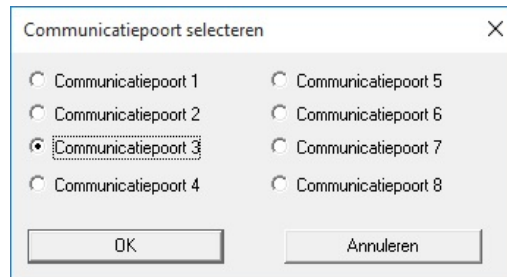 Communicatiepoort selecteren
Communicatiepoort 1
Communicatiepoort 2
Communicatiepoort 3
Communicatiepoort 4
Communicatiepoort 5
Communicatiepoort 6
Communicatiepoort 7
Communicatiepoort 8
OK
Annuleren